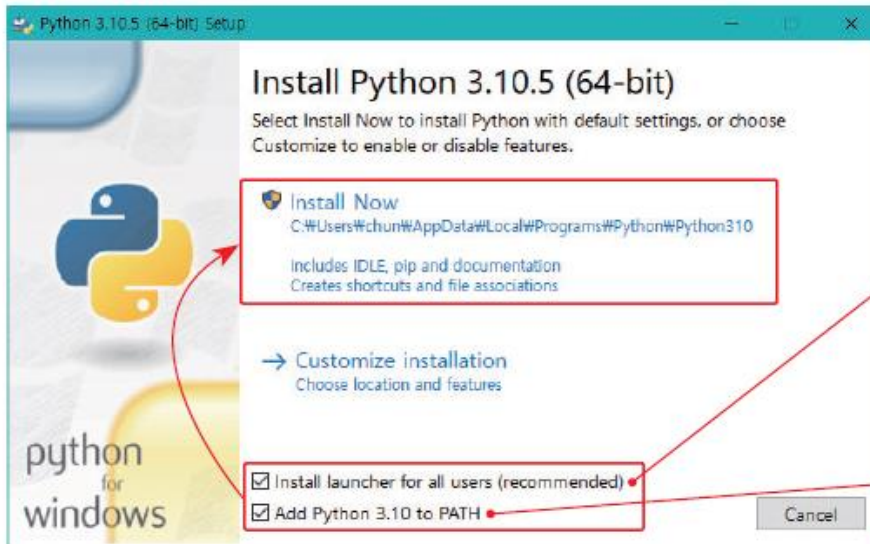 Python 3.10.5 (64-bit) Setup
Install Python 3.10.5 (64-bit)
Select Install Now to install Python with default settings, or choose
Customize to enable or disable features.
Install Now
C:₩Users₩chun₩AppData₩Local₩Programs₩Python₩Python310
Includes IDLE, pip and documentation
Creates shortcuts and file associations
→ Customize installation
Choose location and features
python
for
windows
Install launcher for all users (recommended)
Add Python 3.10 to PATH
Cancel